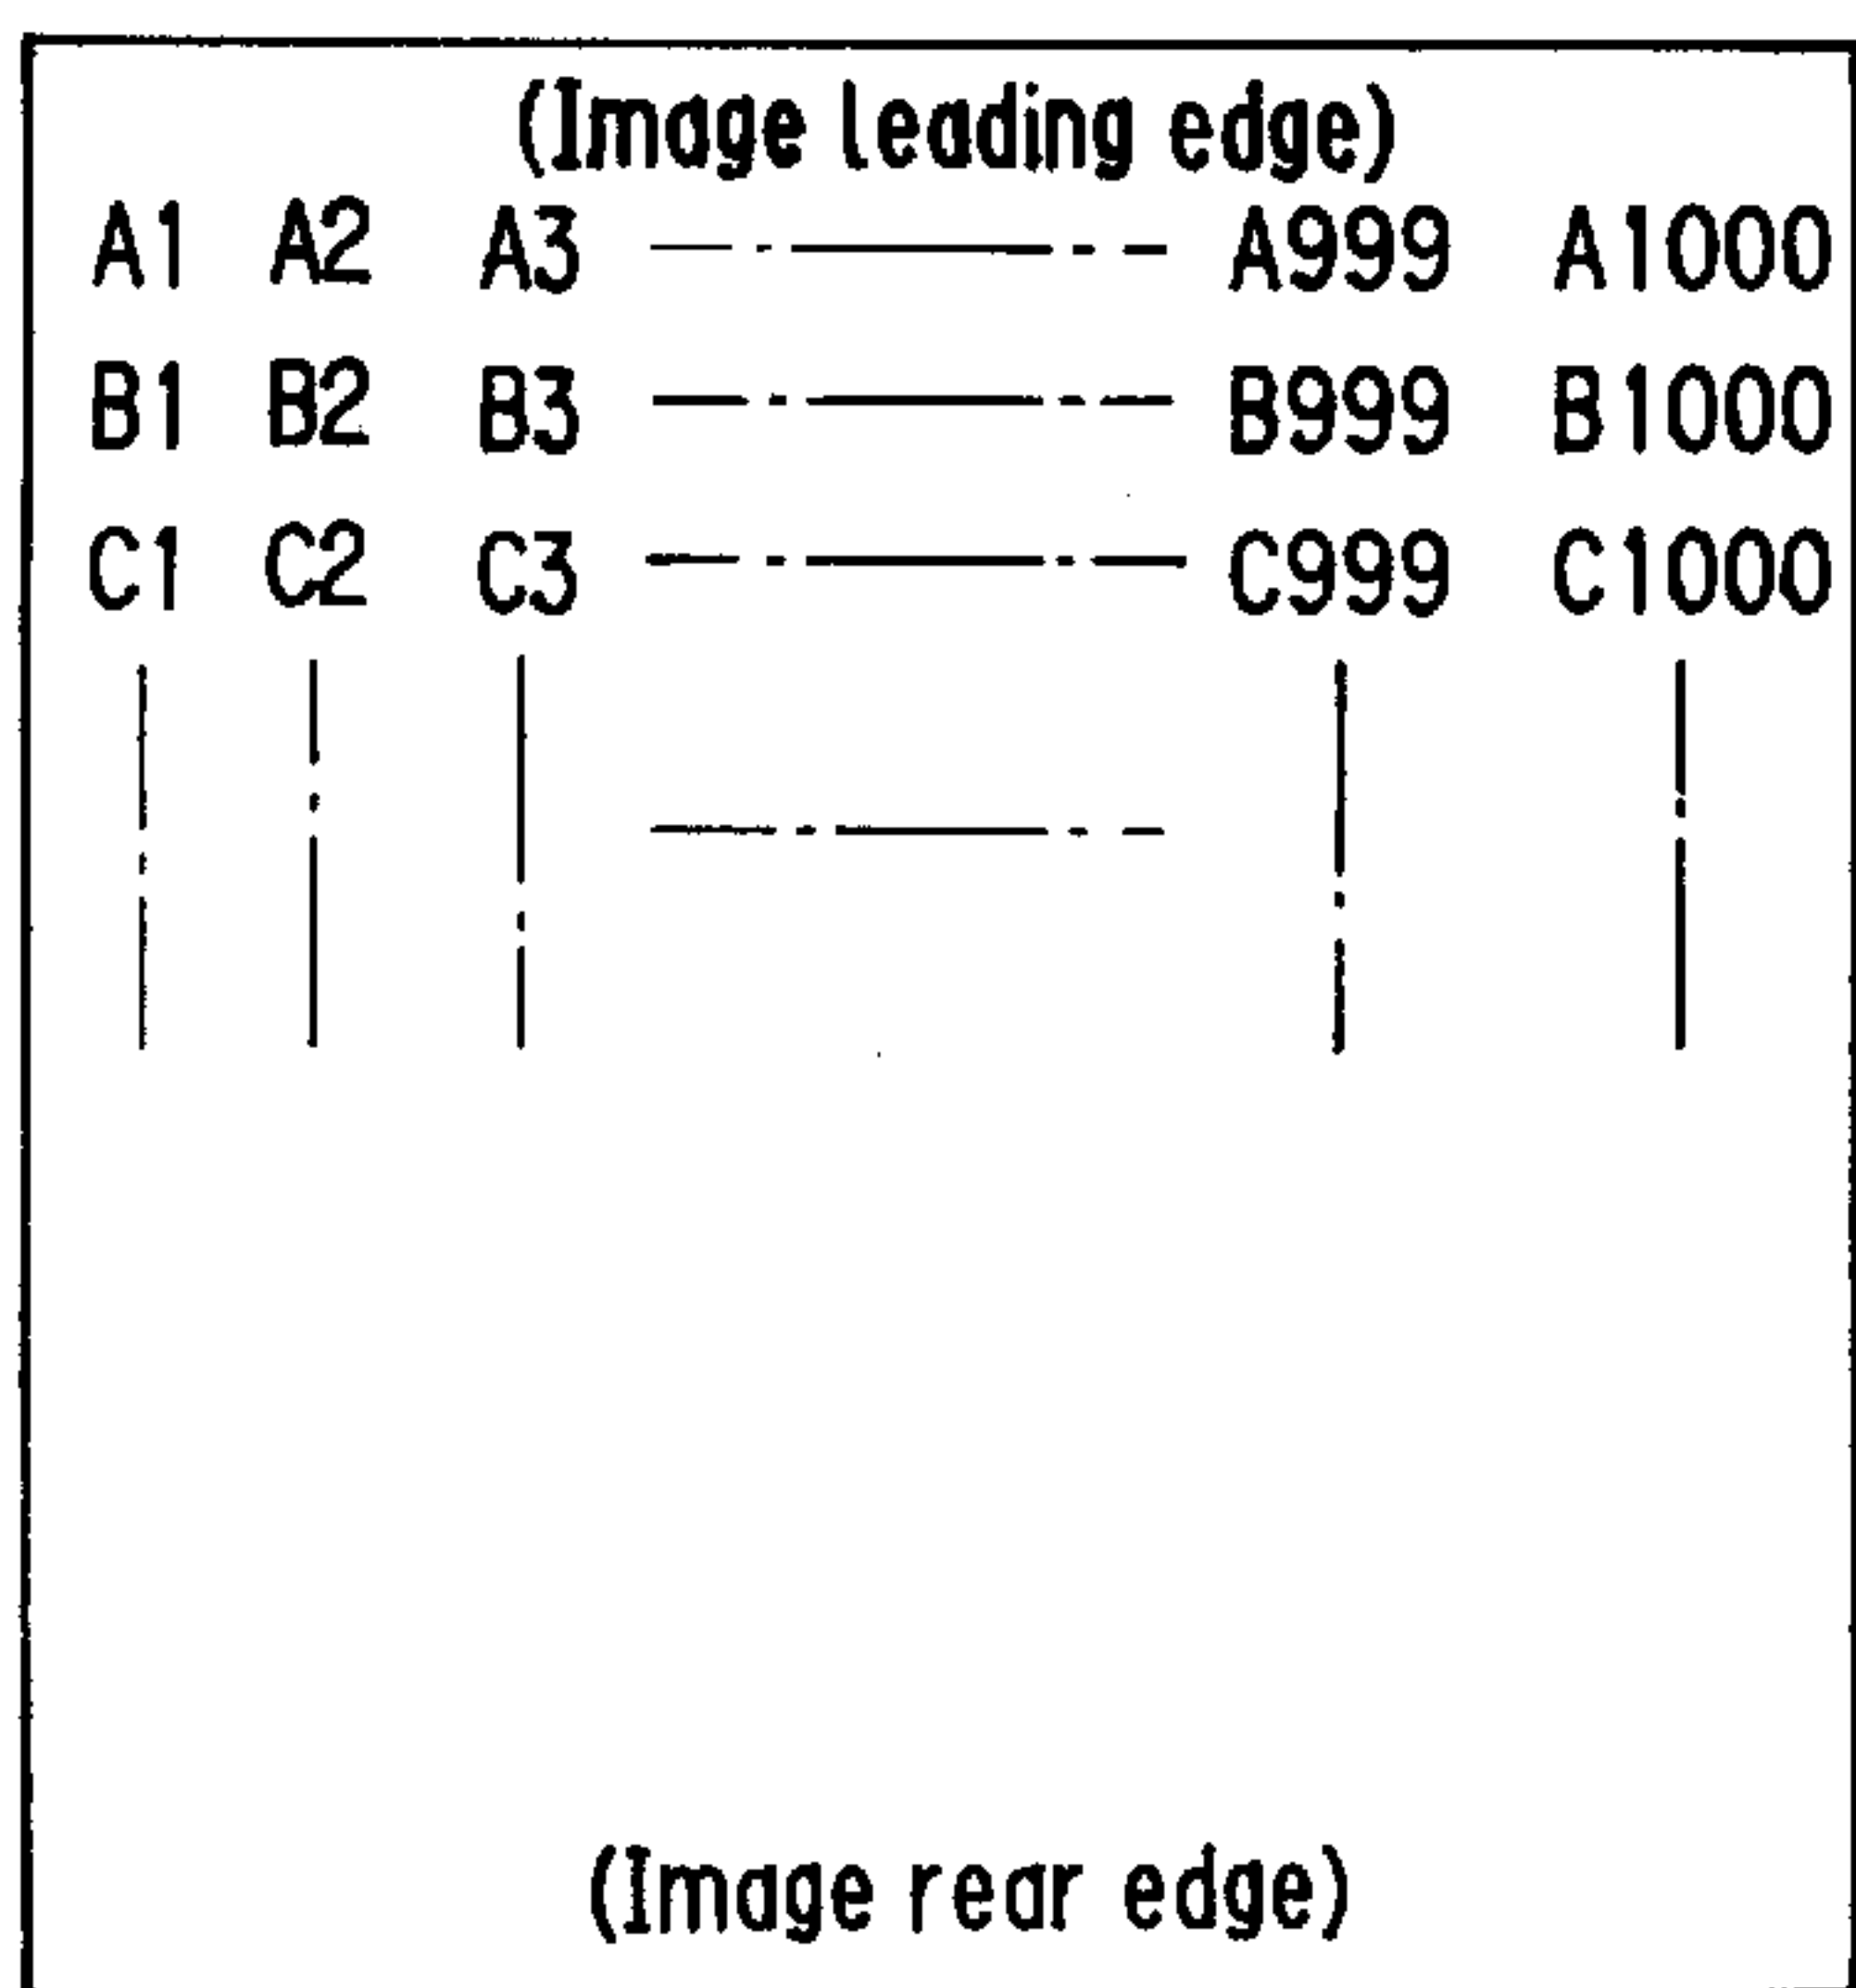 (Image leading edge)
A1 A2 A3 A999 A1000
B1 B2 B3 B999 B1000
C1 C2 C3 C999 C1000
(Image rear edge)